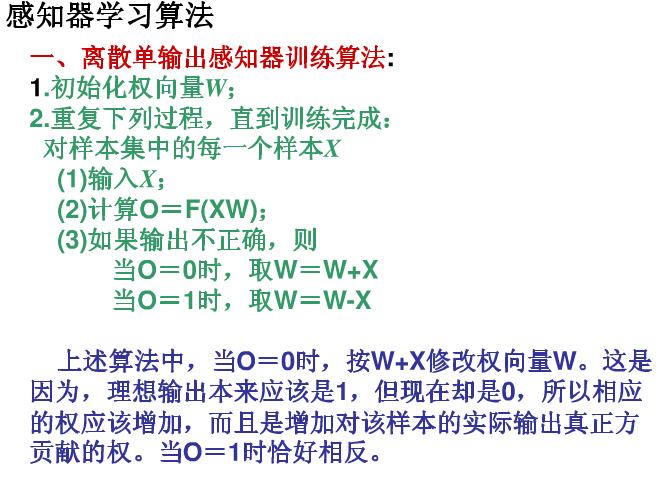 感知器学习算法
一、离散单输出感知器训练算法:
1.初始化权向量W;
2.重复下列过程，直到训练完成:
对样本集中的每一个样本X
(1)输入X;
(2)计算O＝F(XW);
(3)如果输出不正确，则
当O＝0时，取W＝W+X
当O＝1时，取W＝W-X
上述算法中，当O＝0时，按W+X修改权向量W。这是
因为，理想输出本来应该是1，但现在却是0，所以相应
的权应该增加，而且是增加对该样本的实际输出真正方
贡献的权。当O＝1时恰好相反。